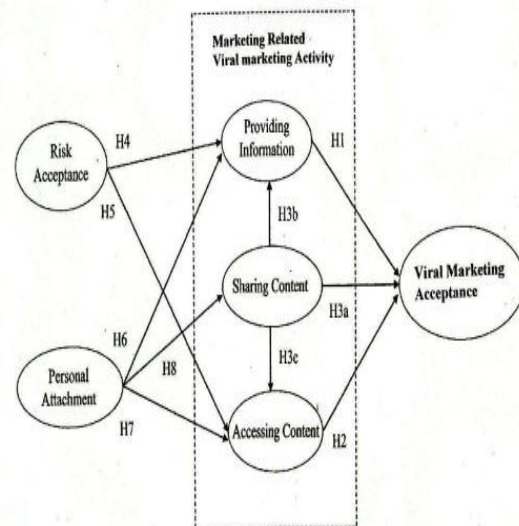 Marketing Related
Viral marketing Activity
Providing
Information
H1
H4
Risk
Acceptance
H5
H3b
Viral Marketing
Acceptance
Sharing Content
H3a
H6
H8
H3c
Personal
Attachment
H7
Accessing Content
H2